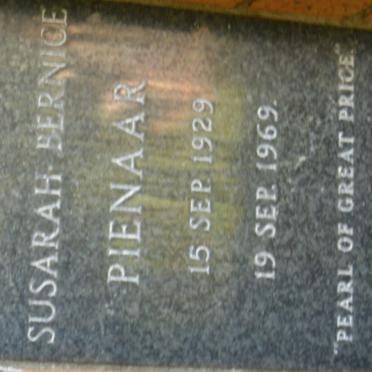 SUSARAH BERNICE
PIENAAR
15 SEP. 1929
19 SEP. 1969.
"PEARL OF GREAT PRICE"